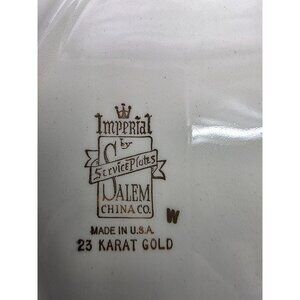 Imperial
by
Service Plates
SALEM
CHINA CO.
W
MADE IN U.S.A.
23 KARAT GOLD